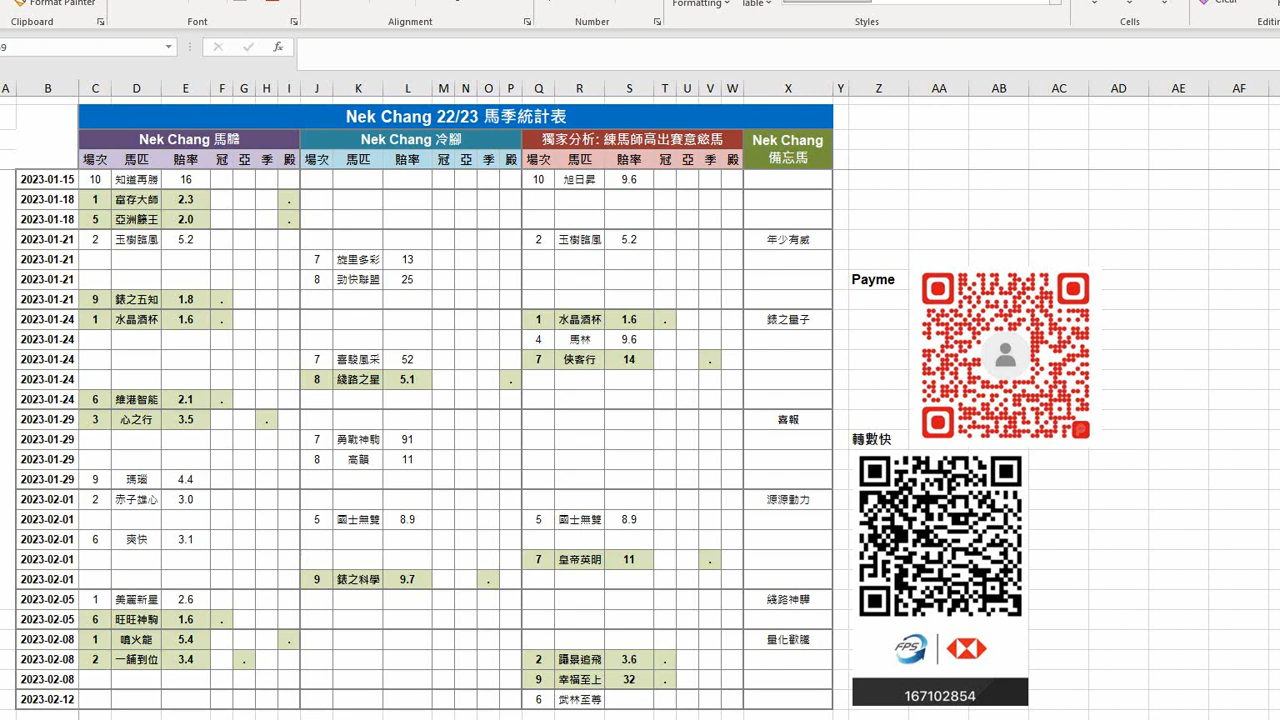 Format Painter
Formatting
Table
Clear
Clipboard Font Alignment Number Styles Cells Editin
69 fx
A B C D E F G H I J K L M N O P Q R S T U V W X Y Z AA AB AC AD AE AF
Nek Chang 22/23 馬季統計表
Nek Chang 馬膽 Nek Chang 冷腳 獨家分析: 練馬師高出賽意慾馬 Nek Chang
備忘馬
場次 馬匹 賠率 冠 亞 季 殿 場次 馬匹 賠率 冠 亞 季 殿 場次 馬匹 賠率 冠 亞 季 殿
2023-01-15 10 知道再勝 16 10 旭日昇 9.6
2023-01-18 1 富存大師 2.3 .
2023-01-18 5 亞洲籐王 2.0 .
2023-01-21 2 玉樹臨風 5.2 2 玉樹臨風 5.2 年少有威
2023-01-21 7 旋里多彩 13
2023-01-21 8 勁快聯盟 25
Payme
2023-01-21 9 錶之五知 1.8 .
2023-01-24 1 水晶酒杯 1.6 . 1 水晶酒杯 1.6 . 錶之量子
2023-01-24 4 馬林 9.6
2023-01-24 7 喜駿風采 52 7 俠客行 14 .
2023-01-24 8 綫路之星 5.1 .
2023-01-24 6 維港智能 2.1 .
2023-01-29 3 心之行 3.5 . 喜報
2023-01-29 7 勇戰神駒 91
轉數快
2023-01-29 8 高韻 11
2023-01-29 9 瑪瑙 4.4
2023-02-01 2 赤子雄心 3.0 源源動力
2023-02-01 5 國士無雙 8.9 5 國士無雙 8.9
2023-02-01 6 爽快 3.1
2023-02-01 7 皇帝英明 11 .
2023-02-01 9 錶之科學 9.7 .
2023-02-05 1 美麗新星 2.6 綫路神驊
2023-02-05 6 旺旺神駒 1.6 .
2023-02-08 1 噴火龍 5.4 . 量化歡騰
2023-02-08 2 一舖到位 3.4 . 2 躡景追飛 3.6 .
2023-02-08 9 幸福至上 32 .
2023-02-12 6 武林至尊
FPS
167102854